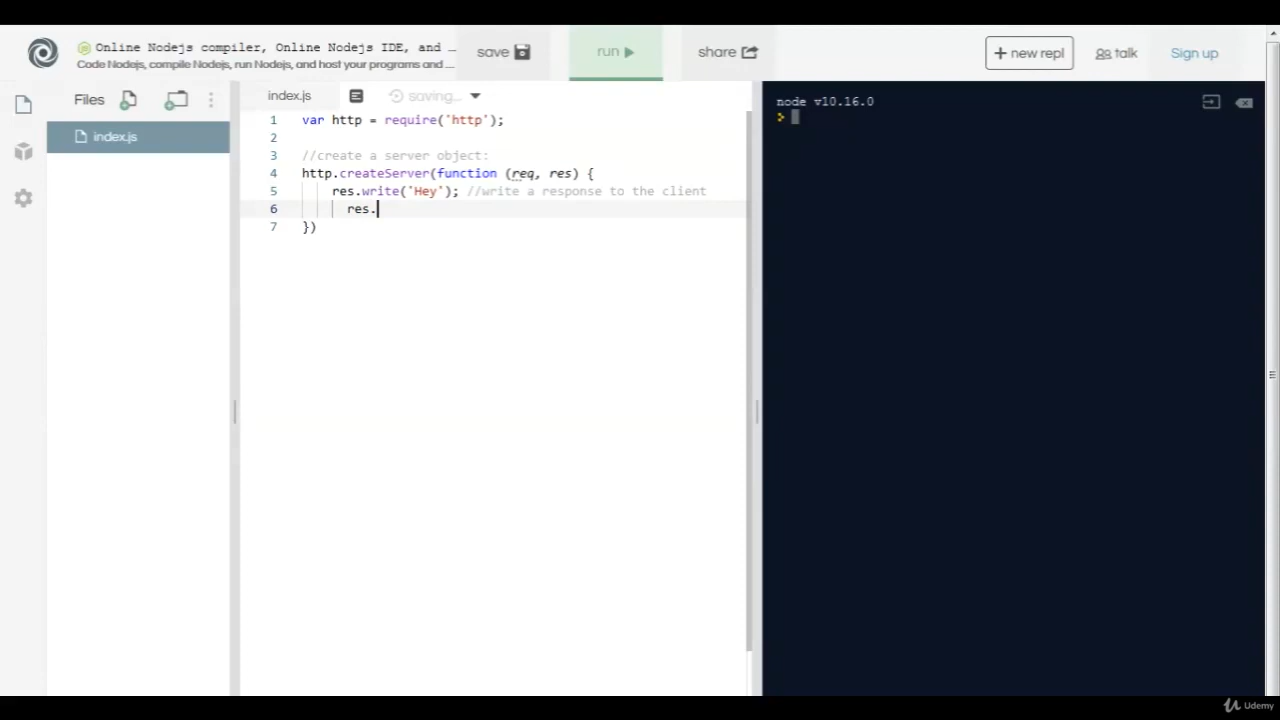 Online Nodejs compiler, Online Nodejs IDE, and ...
Code Nodejs, compile Nodejs, run Nodejs, and host your programs and ...
save
run
share
+ new repl
talk
Sign up
Files
index.js
index.js
saving...
1 var http = require('http');
2
3 //create a server object:
4 http.createServer(function (req, res) {
5 res.write('Hey'); //write a response to the client
6 res.
7 })
node v10.16.0
>
Udemy